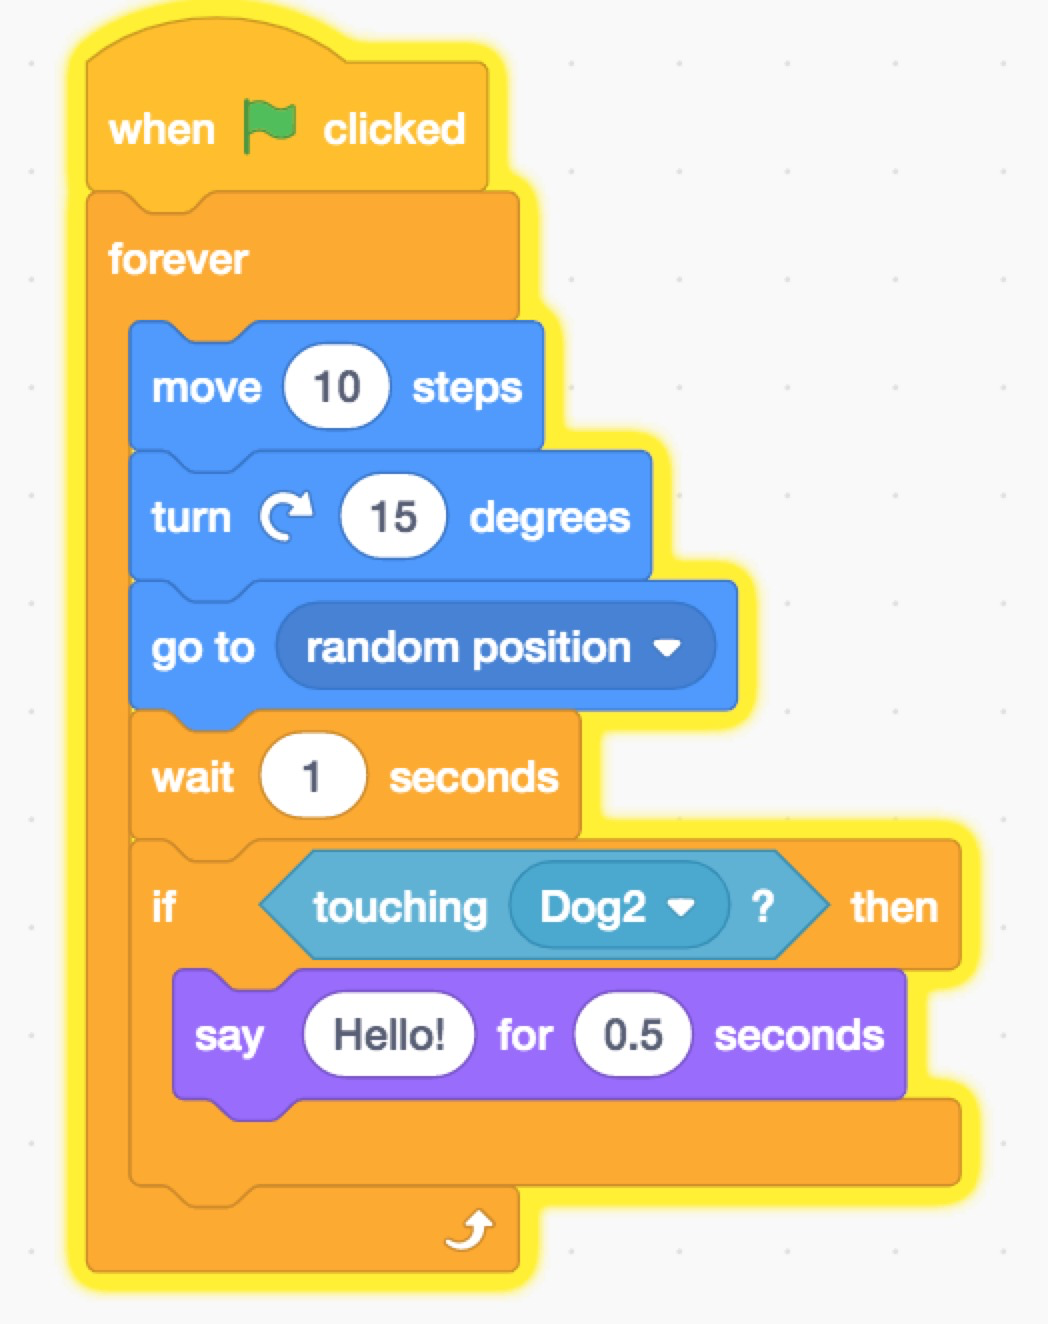 when clicked
forever
move 10 steps
turn 15 degrees
go to random position
wait 1 seconds
if touching Dog2 ? then
say Hello! for 0.5 seconds